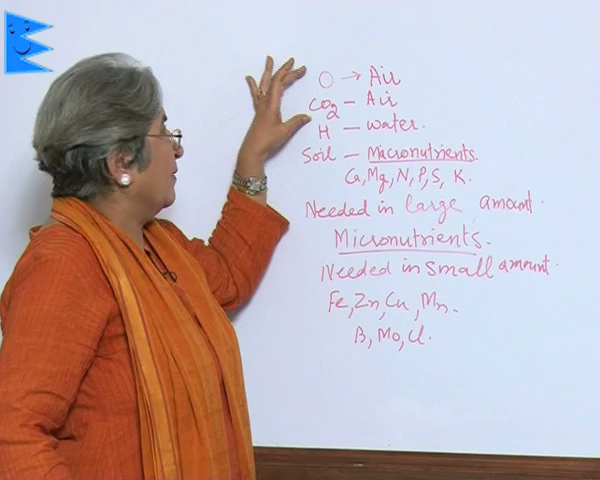 O → Air
CO2 – Air
H – water.
Soil – Micronutrients.
Ca, Mg, N, P, S, K.
Needed in large amount.
Micronutrients.
Needed in small amount.
Fe, Zn, Cu, Mn.
B, Mo, Cl.